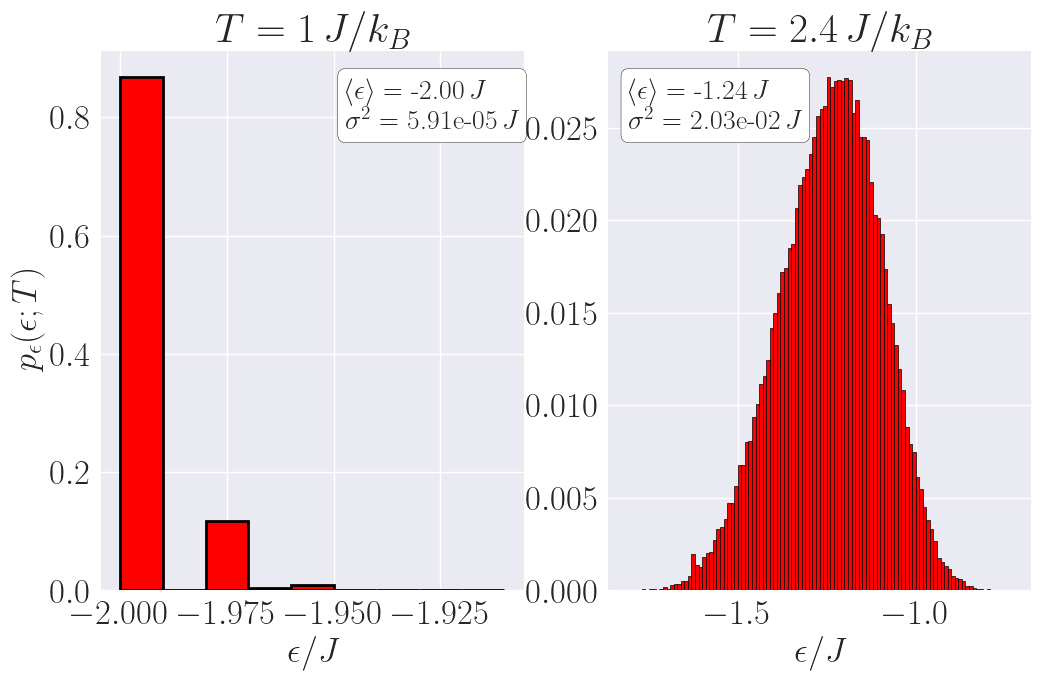 T = 1 J/k_B
⟨ϵ⟩ = -2.00 J
σ² = 5.91e-05 J
p_ϵ(ϵ; T)
0.8
0.6
0.4
0.2
0.0
−2.000 −1.975 −1.950 −1.925
ϵ/J
T = 2.4 J/k_B
⟨ϵ⟩ = -1.24 J
σ² = 2.03e-02 J
0.025
0.020
0.015
0.010
0.005
0.000
−1.5 −1.0
ϵ/J